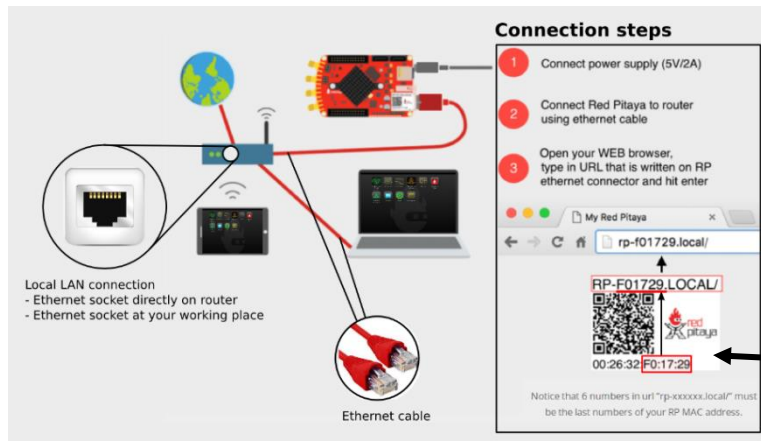 Connection steps
1 Connect power supply (5V/2A)
2 Connect Red Pitaya to router
using ethernet cable
3 Open your WEB browser,
type in URL that is written on RP
ethernet connector and hit enter
My Red Pitaya ×
rp-f01729.local/
RP-F01729.LOCAL/
red
pitaya
00:26:32:F0:17:29
Notice that 6 numbers in url "rp-xxxxxx.local/" must
be the last numbers of your RP MAC address.
Local LAN connection
- Ethernet socket directly on router
- Ethernet socket at your working place
Ethernet cable